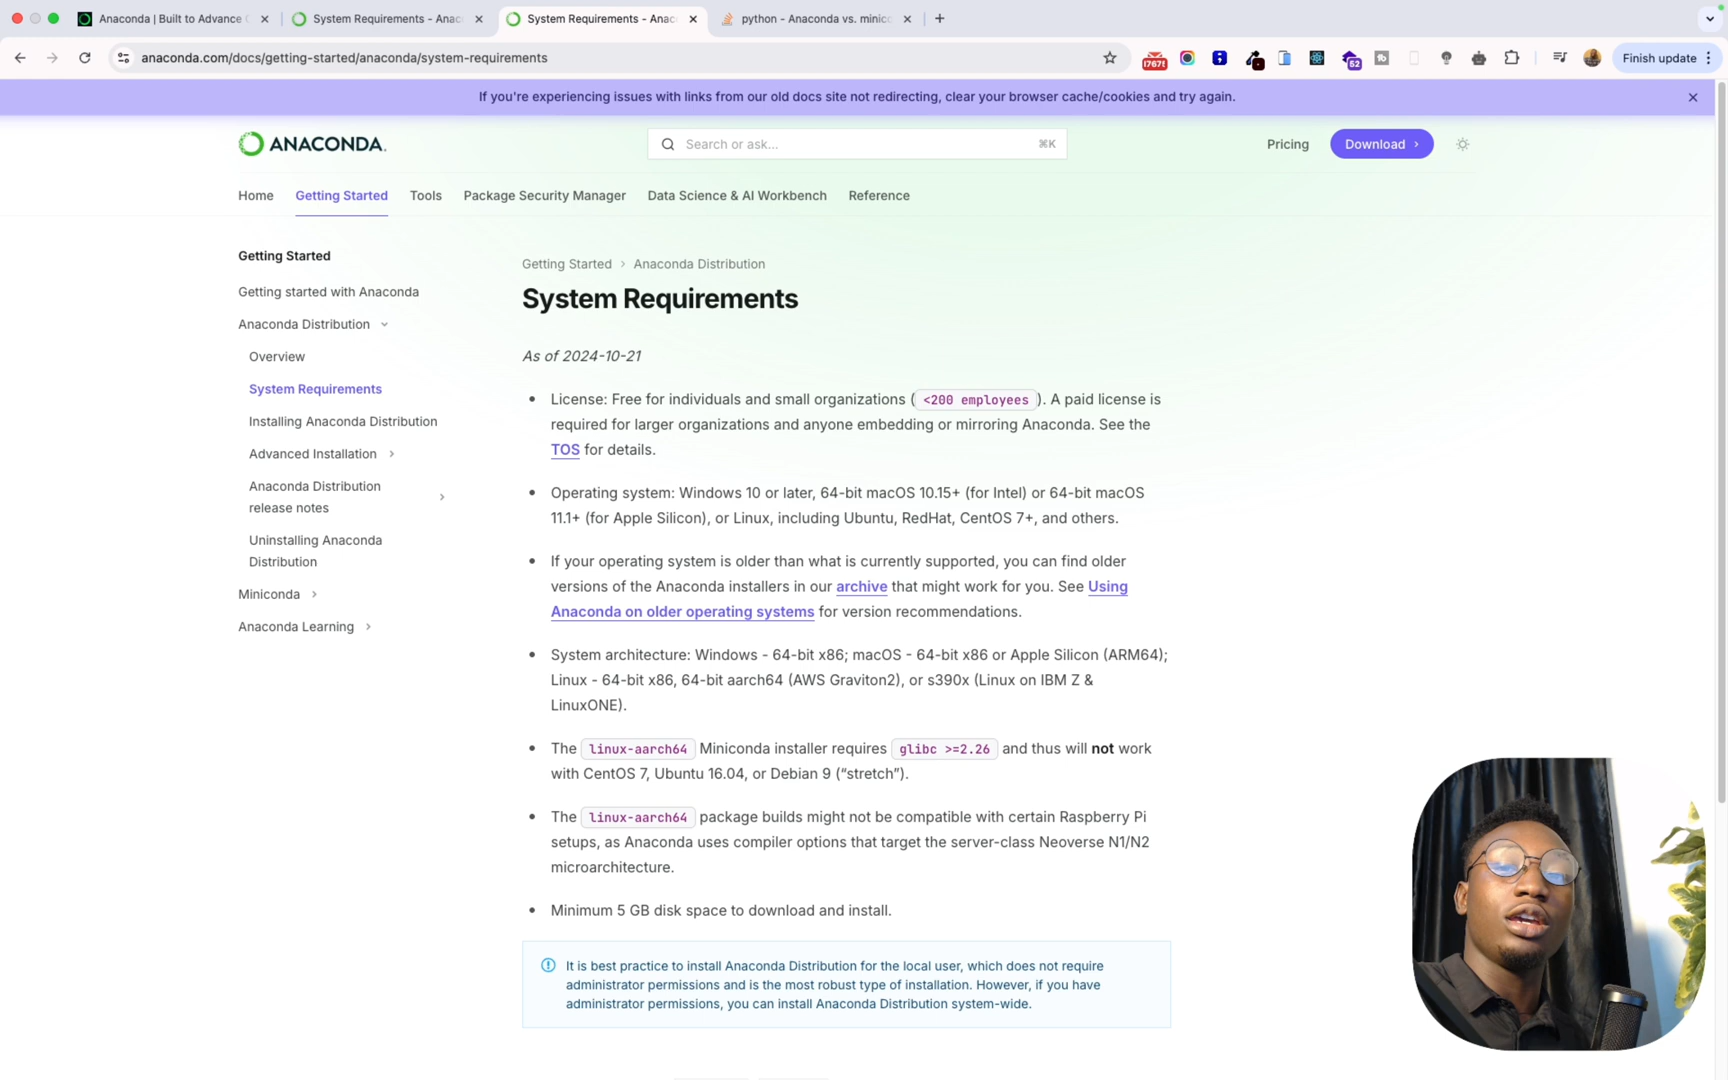 Anaconda | Built to Advance
System Requirements - Anac
System Requirements - Anac
python - Anaconda vs. minico
anaconda.com/docs/getting-started/anaconda/system-requirements
52
Finish update
If you're experiencing issues with links from our old docs site not redirecting, clear your browser cache/cookies and try again.
ANACONDA.
Search or ask...
⌘K
Pricing
Download
Home
Getting Started
Tools
Package Security Manager
Data Science & AI Workbench
Reference
Getting Started
Getting started with Anaconda
Anaconda Distribution
Overview
System Requirements
Installing Anaconda Distribution
Advanced Installation
Anaconda Distribution
release notes
Uninstalling Anaconda
Distribution
Miniconda
Anaconda Learning
Getting Started > Anaconda Distribution
System Requirements
As of 2024-10-21
• License: Free for individuals and small organizations ( <200 employees ). A paid license is
required for larger organizations and anyone embedding or mirroring Anaconda. See the
TOS for details.
• Operating system: Windows 10 or later, 64-bit macOS 10.15+ (for Intel) or 64-bit macOS
11.1+ (for Apple Silicon), or Linux, including Ubuntu, RedHat, CentOS 7+, and others.
• If your operating system is older than what is currently supported, you can find older
versions of the Anaconda installers in our archive that might work for you. See Using
Anaconda on older operating systems for version recommendations.
• System architecture: Windows - 64-bit x86; macOS - 64-bit x86 or Apple Silicon (ARM64);
Linux - 64-bit x86, 64-bit aarch64 (AWS Graviton2), or s390x (Linux on IBM Z &
LinuxONE).
• The linux-aarch64 Miniconda installer requires glibc >=2.26 and thus will not work
with CentOS 7, Ubuntu 16.04, or Debian 9 (“stretch”).
• The linux-aarch64 package builds might not be compatible with certain Raspberry Pi
setups, as Anaconda uses compiler options that target the server-class Neoverse N1/N2
microarchitecture.
• Minimum 5 GB disk space to download and install.
It is best practice to install Anaconda Distribution for the local user, which does not require
administrator permissions and is the most robust type of installation. However, if you have
administrator permissions, you can install Anaconda Distribution system-wide.